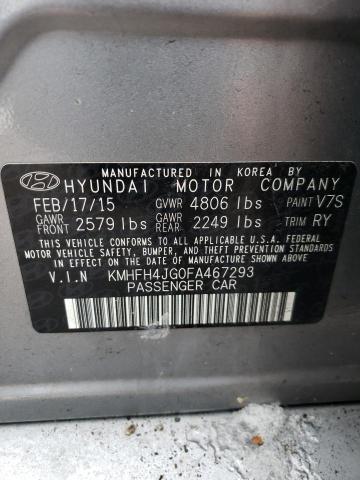 MANUFACTURED IN KOREA BY
HYUNDAI MOTOR COMPANY
FEB/17/15 GVWR 4806 lbs PAINT V7S
GAWR FRONT 2579 lbs GAWR REAR 2249 lbs TRIM RY
THIS VEHICLE CONFORMS TO ALL APPLICABLE U.S.A. FEDERAL
MOTOR VEHICLE SAFETY, BUMPER, AND THEFT PREVENTION
STANDARDS IN EFFECT ON THE DATE OF MANUFACTURE SHOWN ABOVE.
V.I.N KMHFH4JG0FA467293
PASSENGER CAR